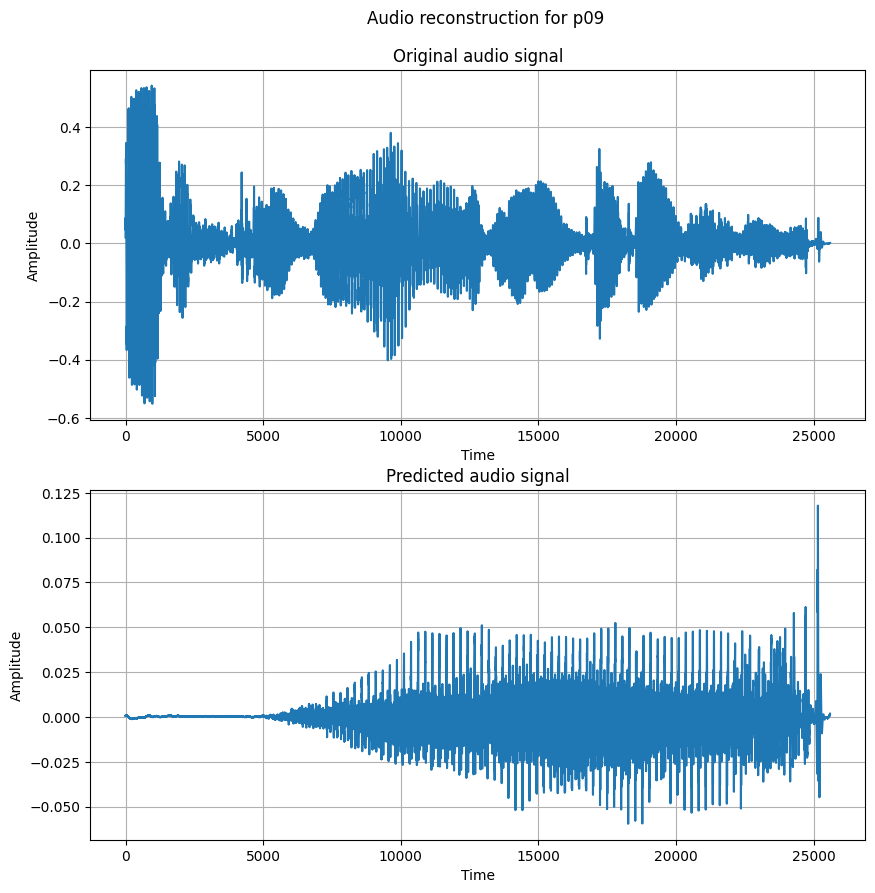 Audio reconstruction for p09
Original audio signal
Amplitude
0.4
0.2
0.0
−0.2
−0.4
−0.6
0 5000 10000 15000 20000 25000
Time
Predicted audio signal
Amplitude
0.125
0.100
0.075
0.050
0.025
0.000
−0.025
−0.050
0 5000 10000 15000 20000 25000
Time